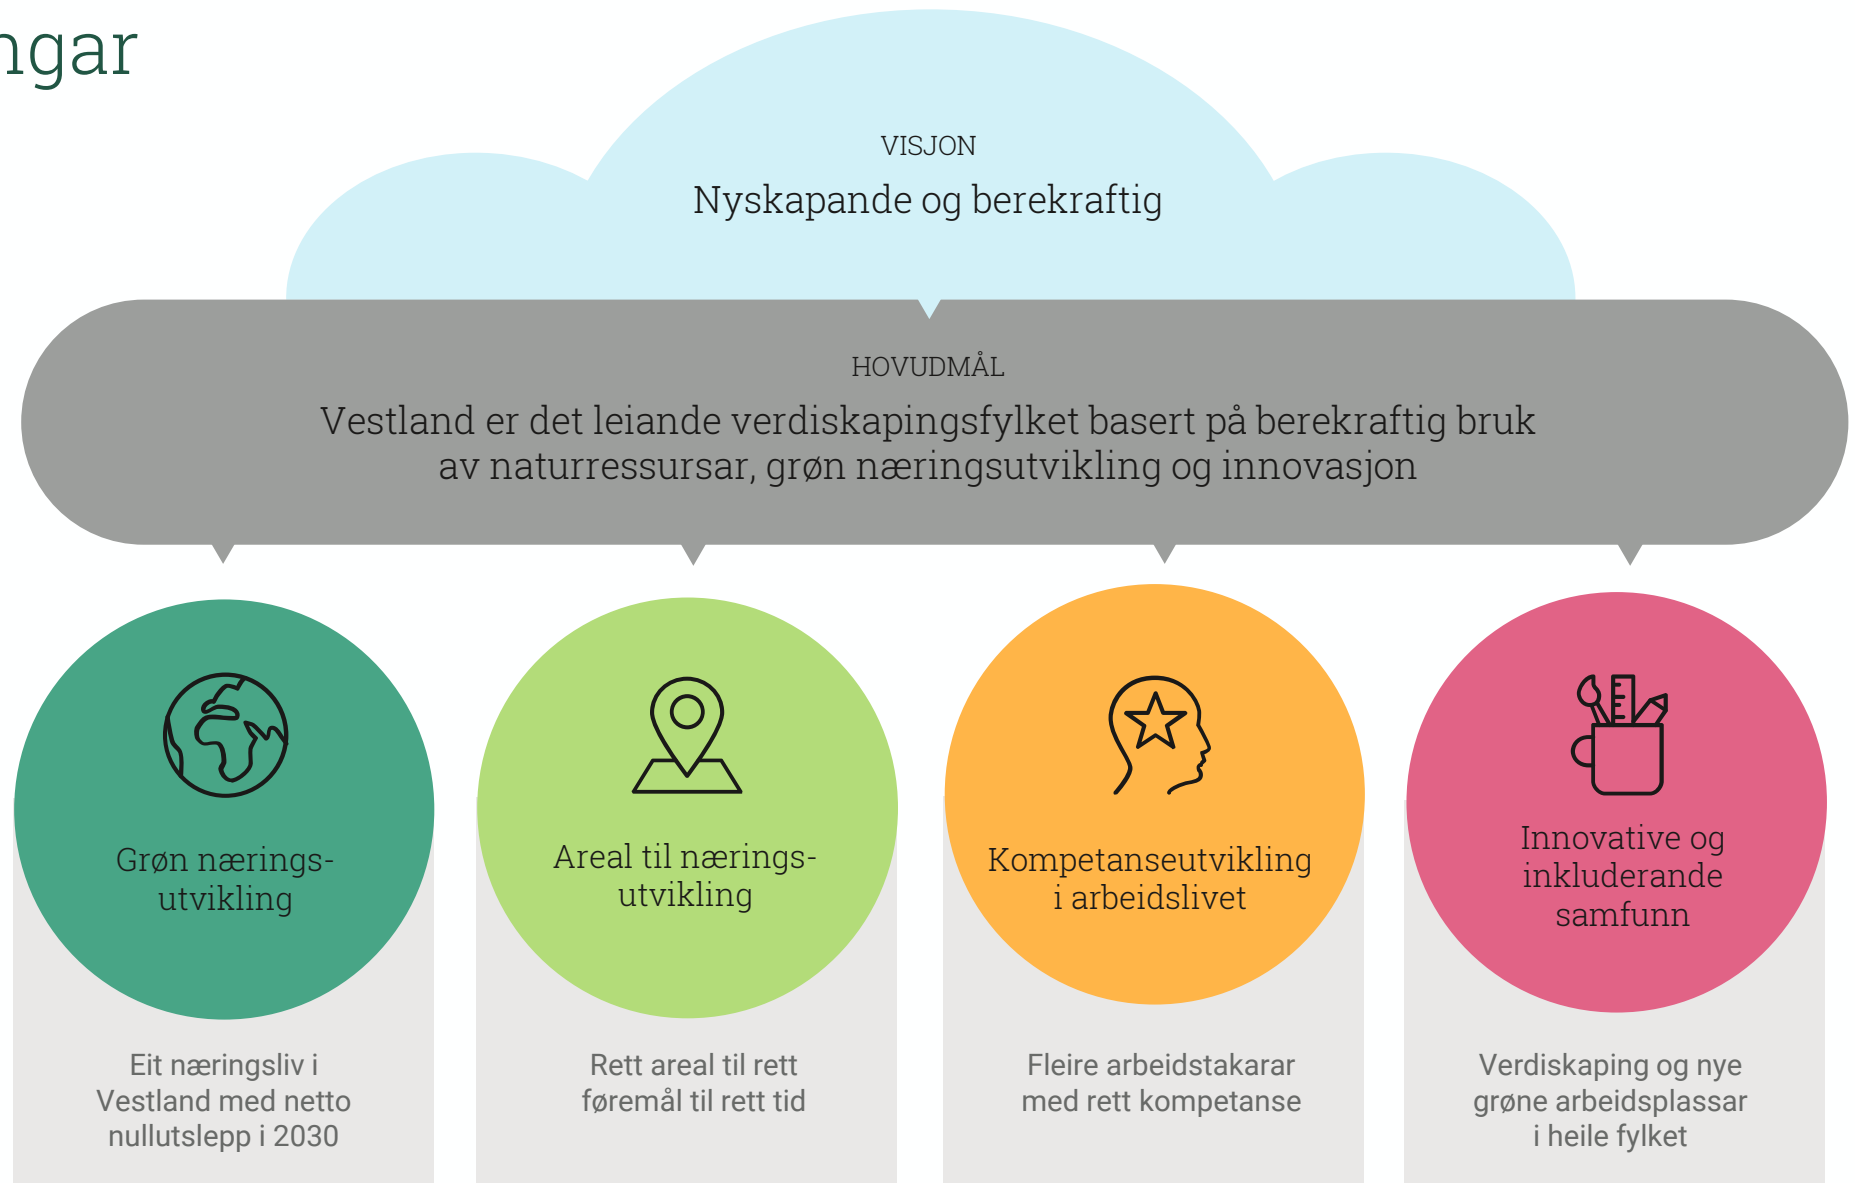 ngar
VISJON
Nyskapande og berekraftig
HOVUDMÅL
Vestland er det leiande verdiskapingsfylket basert på berekraftig bruk
av naturressursar, grøn næringsutvikling og innovasjon
Grøn nærings-
utvikling
Areal til nærings-
utvikling
Kompetanseutvikling
i arbeidslivet
Innovative og
inkluderande
samfunn
Eit næringsliv i
Vestland med netto
nullutslepp i 2030
Rett areal til rett
føremål til rett tid
Fleire arbeidstakarar
med rett kompetanse
Verdiskaping og nye
grøne arbeidsplassar
i heile fylket